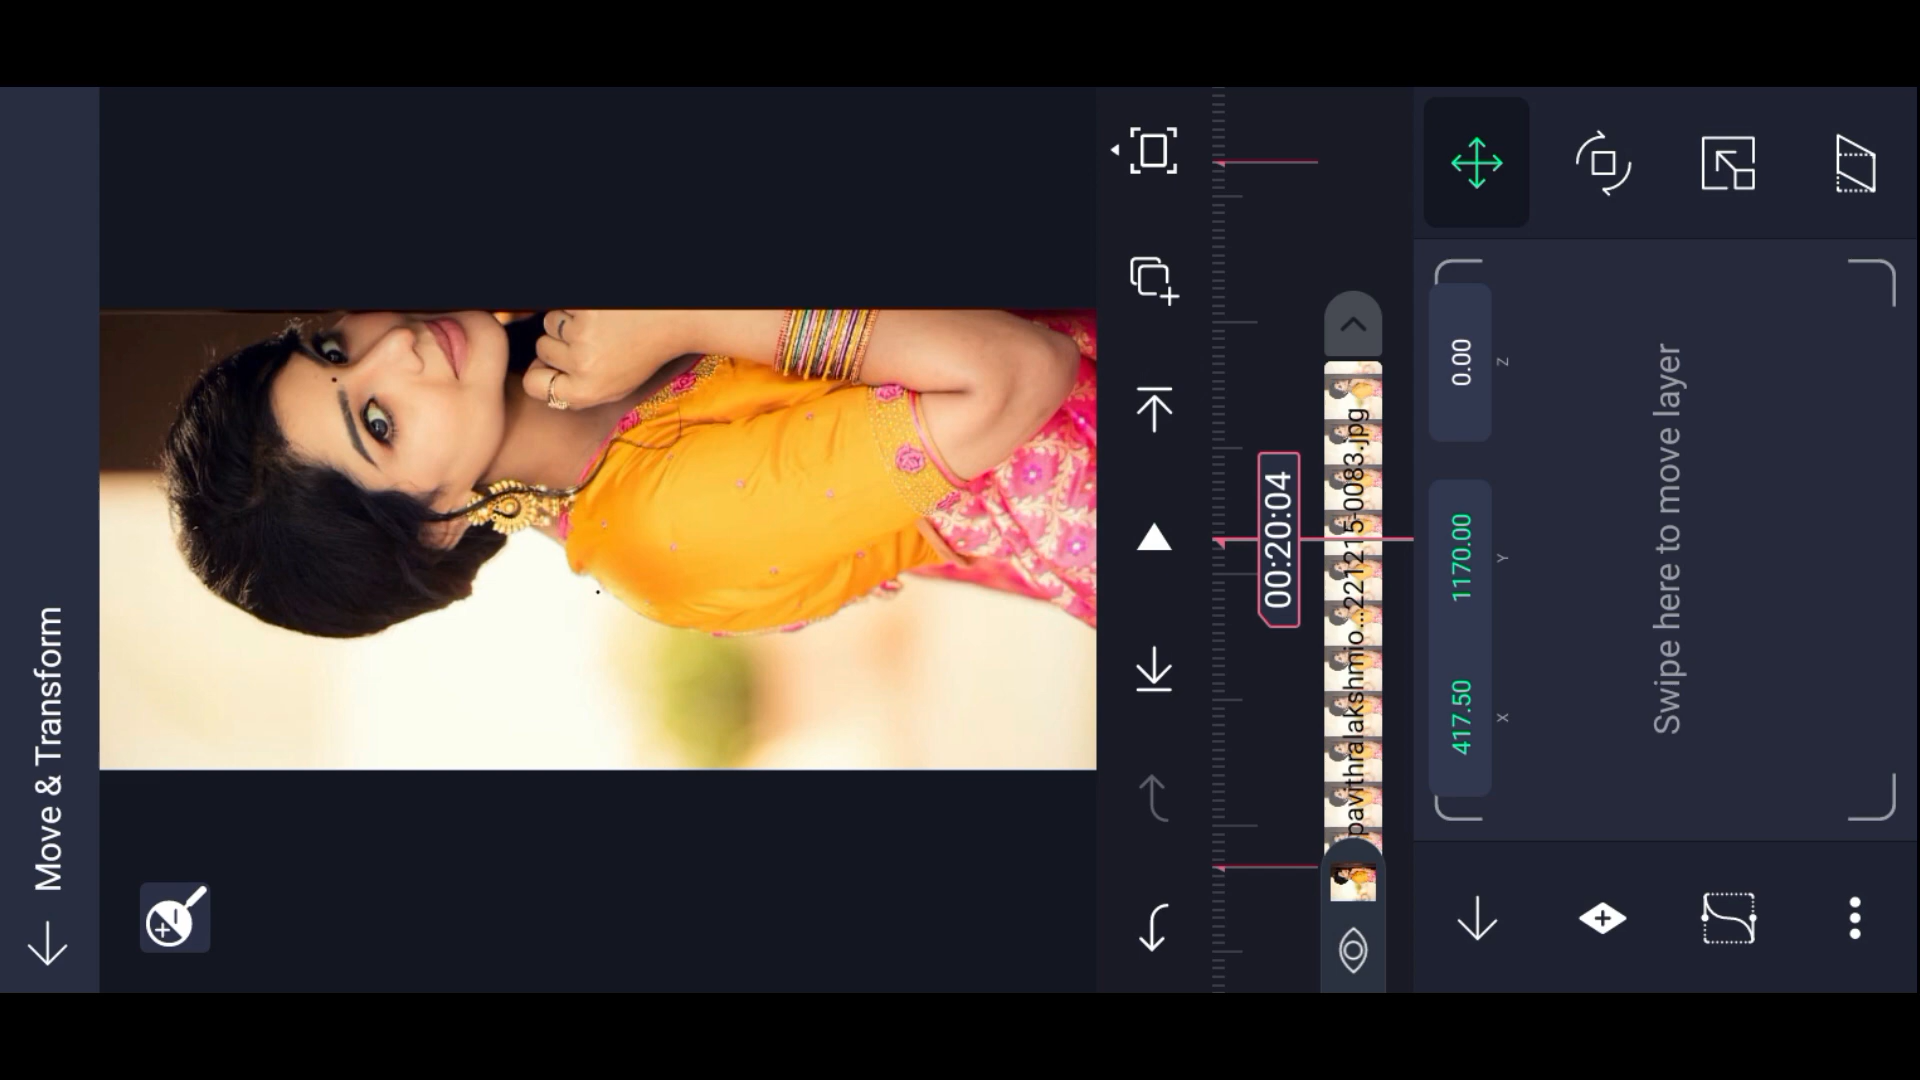 Move & Transform
00:20:04
pavithralakshmio...221215-0083.jpg
417.50
1170.00
0.00
X
Y
Z
Swipe here to move layer